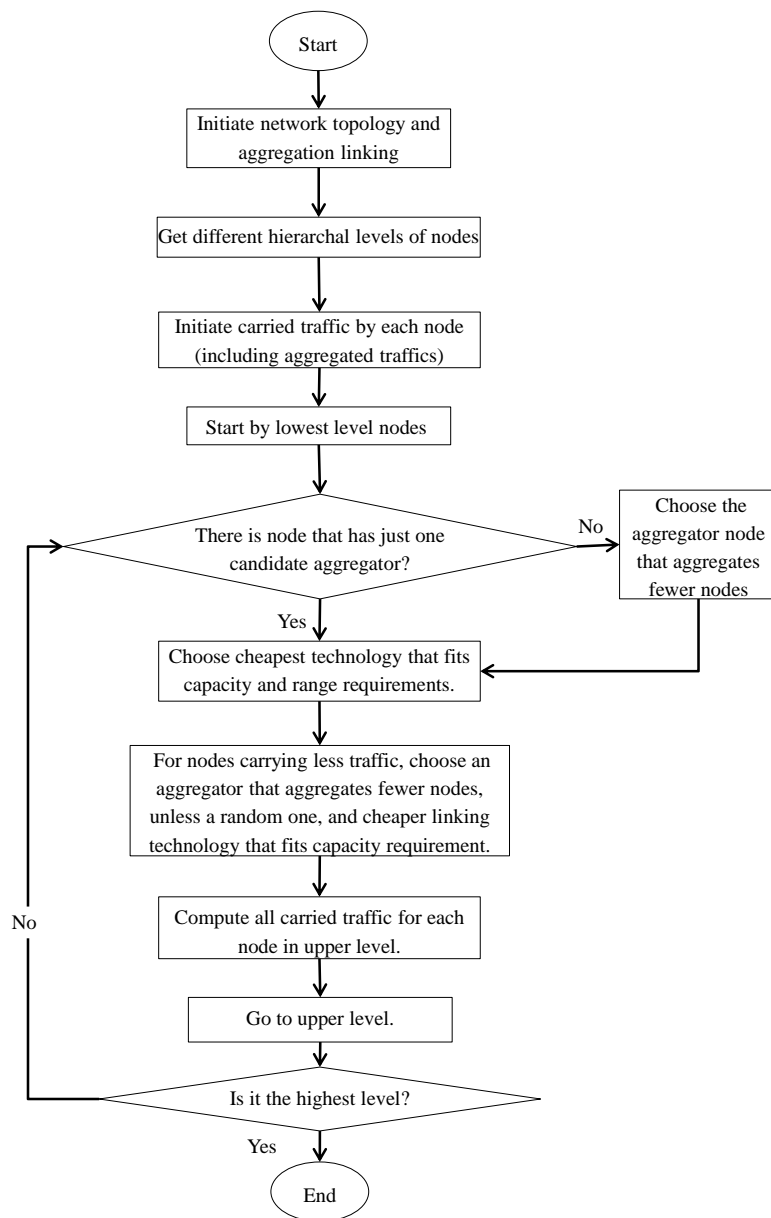 Start
Initiate network topology and
aggregation linking
Get different hierarchal levels of nodes
Initiate carried traffic by each node
(including aggregated traffics)
Start by lowest level nodes
There is node that has just one
candidate aggregator?
No
Choose the
aggregator node
that aggregates
fewer nodes
Yes
Choose cheapest technology that fits
capacity and range requirements.
For nodes carrying less traffic, choose an
aggregator that aggregates fewer nodes,
unless a random one, and cheaper linking
technology that fits capacity requirement.
Compute all carried traffic for each
node in upper level.
No
Go to upper level.
Is it the highest level?
Yes
End